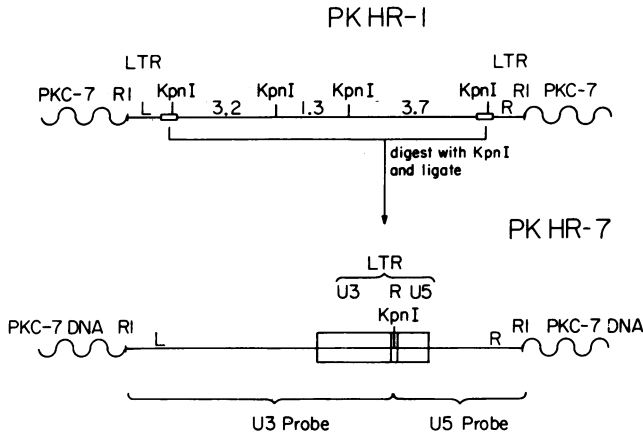 PK HR-1
LTR LTR
PKC-7 RI L KpnI KpnI KpnI KpnI R RI PKC-7
3.2 1.3 3.7
digest with KpnI
and ligate
PK HR-7
LTR
U3 R U5
KpnI
PKC-7 DNA RI L R RI PKC-7 DNA
U3 Probe U5 Probe